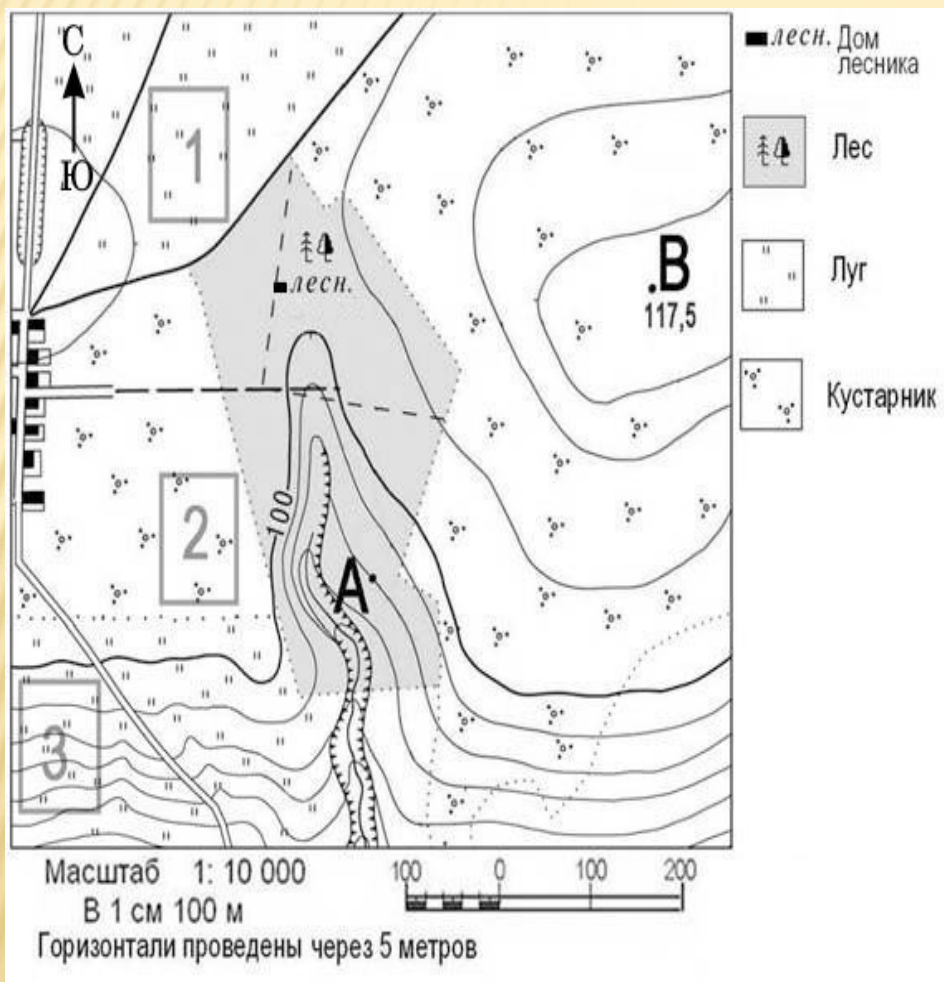 С
Ю
1
лесн.
.В
117,5
100
2
А
3
лесн. Дом
лесника
Лес
Луг
Кустарник
Масштаб 1: 10 000
В 1 см 100 м
Горизонтали проведены через 5 метров
100 0 100 200